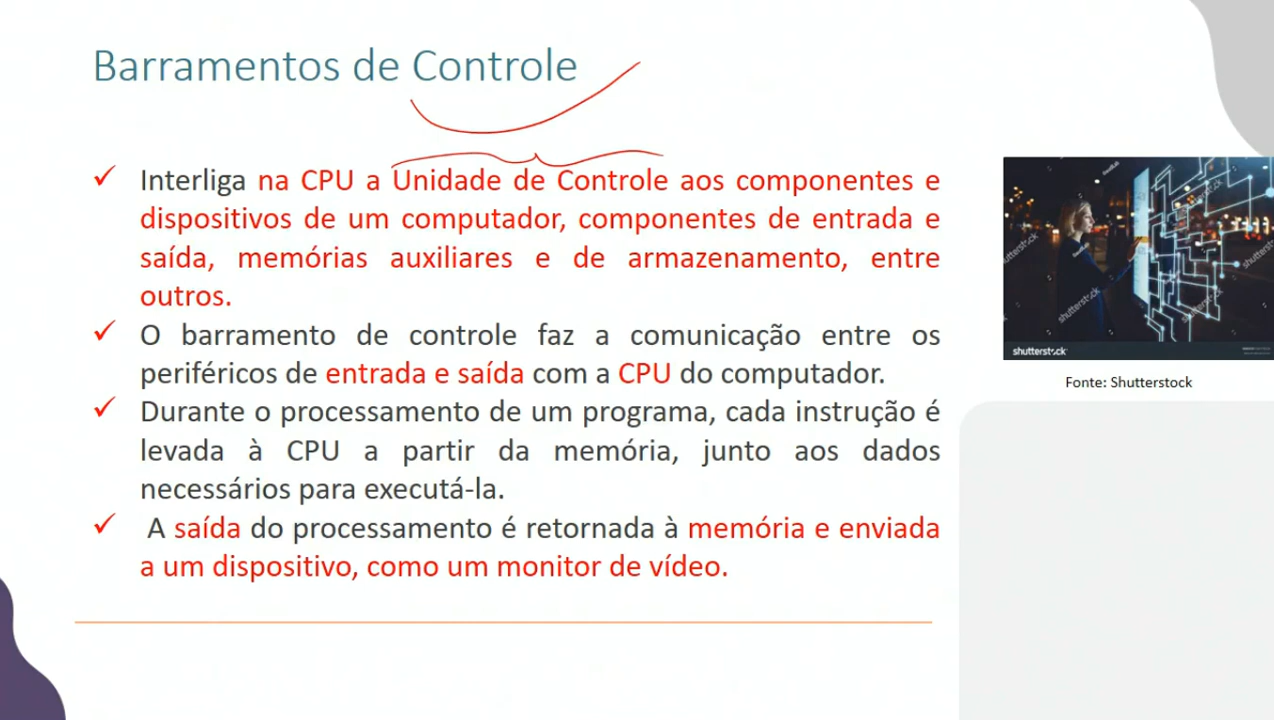 Barramentos de Controle
Interliga na CPU a Unidade de Controle aos componentes e
dispositivos de um computador, componentes de entrada e
saída, memórias auxiliares e de armazenamento, entre
outros.
O barramento de controle faz a comunicação entre os
periféricos de entrada e saída com a CPU do computador.
Durante o processamento de um programa, cada instrução é
levada à CPU a partir da memória, junto aos dados
necessários para executá-la.
A saída do processamento é retornada à memória e enviada
a um dispositivo, como um monitor de vídeo.
shutterstock
Fonte: Shutterstock